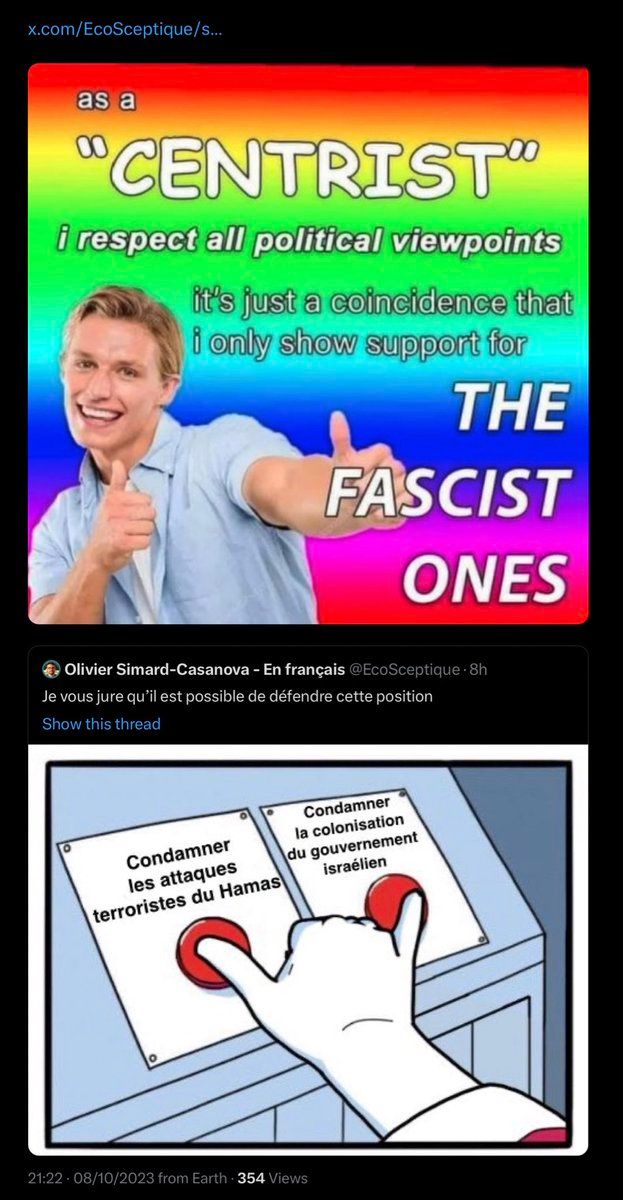 x.com/EcoSceptique/s...
as a
"CENTRIST"
i respect all political viewpoints
it's just a coincidence that
i only show support for
THE
FASCIST
ONES
Olivier Simard-Casanova - En français @EcoSceptique · 8h
Je vous jure qu'il est possible de défendre cette position
Show this thread
Condamner
les attaques
terroristes du Hamas
Condamner
la colonisation
du gouvernement
israélien
21:22 · 08/10/2023 from Earth · 354 Views